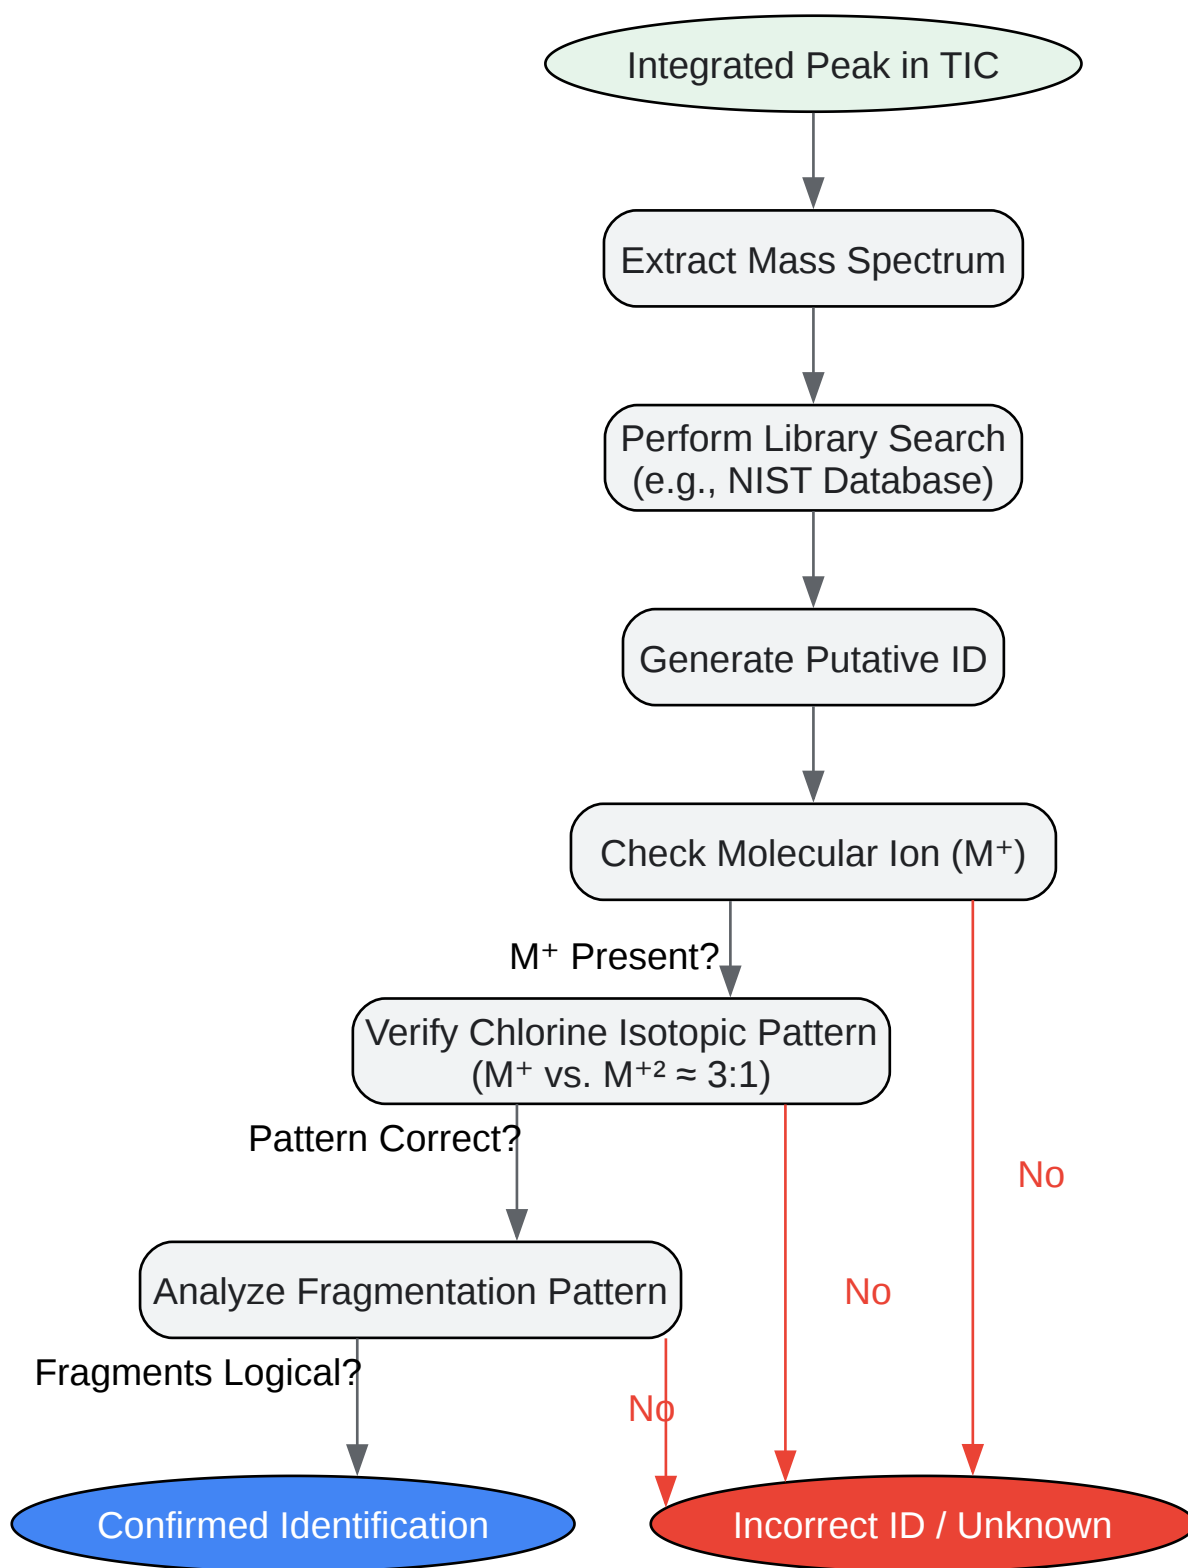 Integrated Peak in TIC
Extract Mass Spectrum
Perform Library Search
(e.g., NIST Database)
Generate Putative ID
Check Molecular Ion (M⁺)
M⁺ Present?
Verify Chlorine Isotopic Pattern
(M⁺ vs. M⁺² ≈ 3:1)
Pattern Correct?
No
Analyze Fragmentation Pattern
No
Fragments Logical?
No
Confirmed Identification
Incorrect ID / Unknown